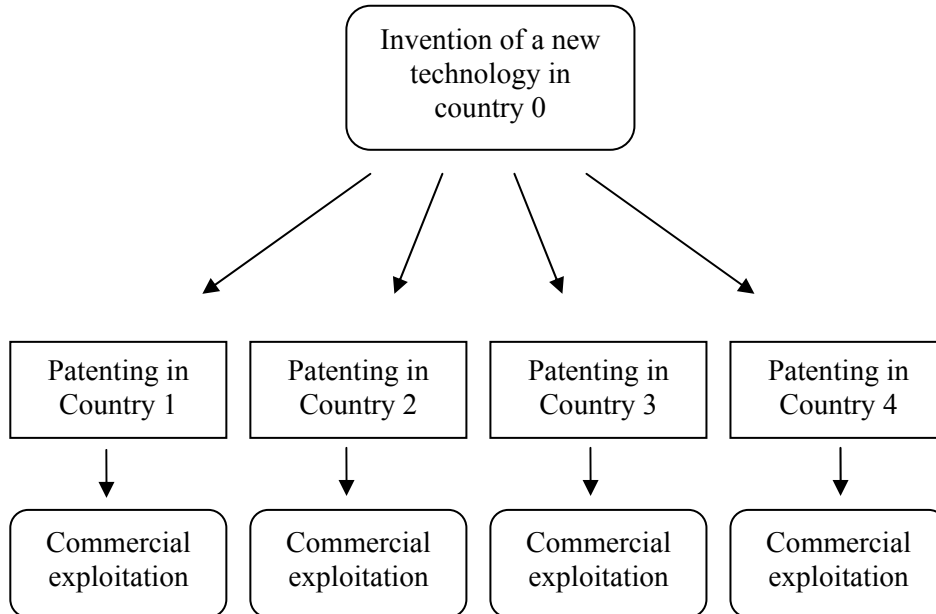 Invention of a new
technology in
country 0
Patenting in
Country 1
Patenting in
Country 2
Patenting in
Country 3
Patenting in
Country 4
Commercial
exploitation
Commercial
exploitation
Commercial
exploitation
Commercial
exploitation